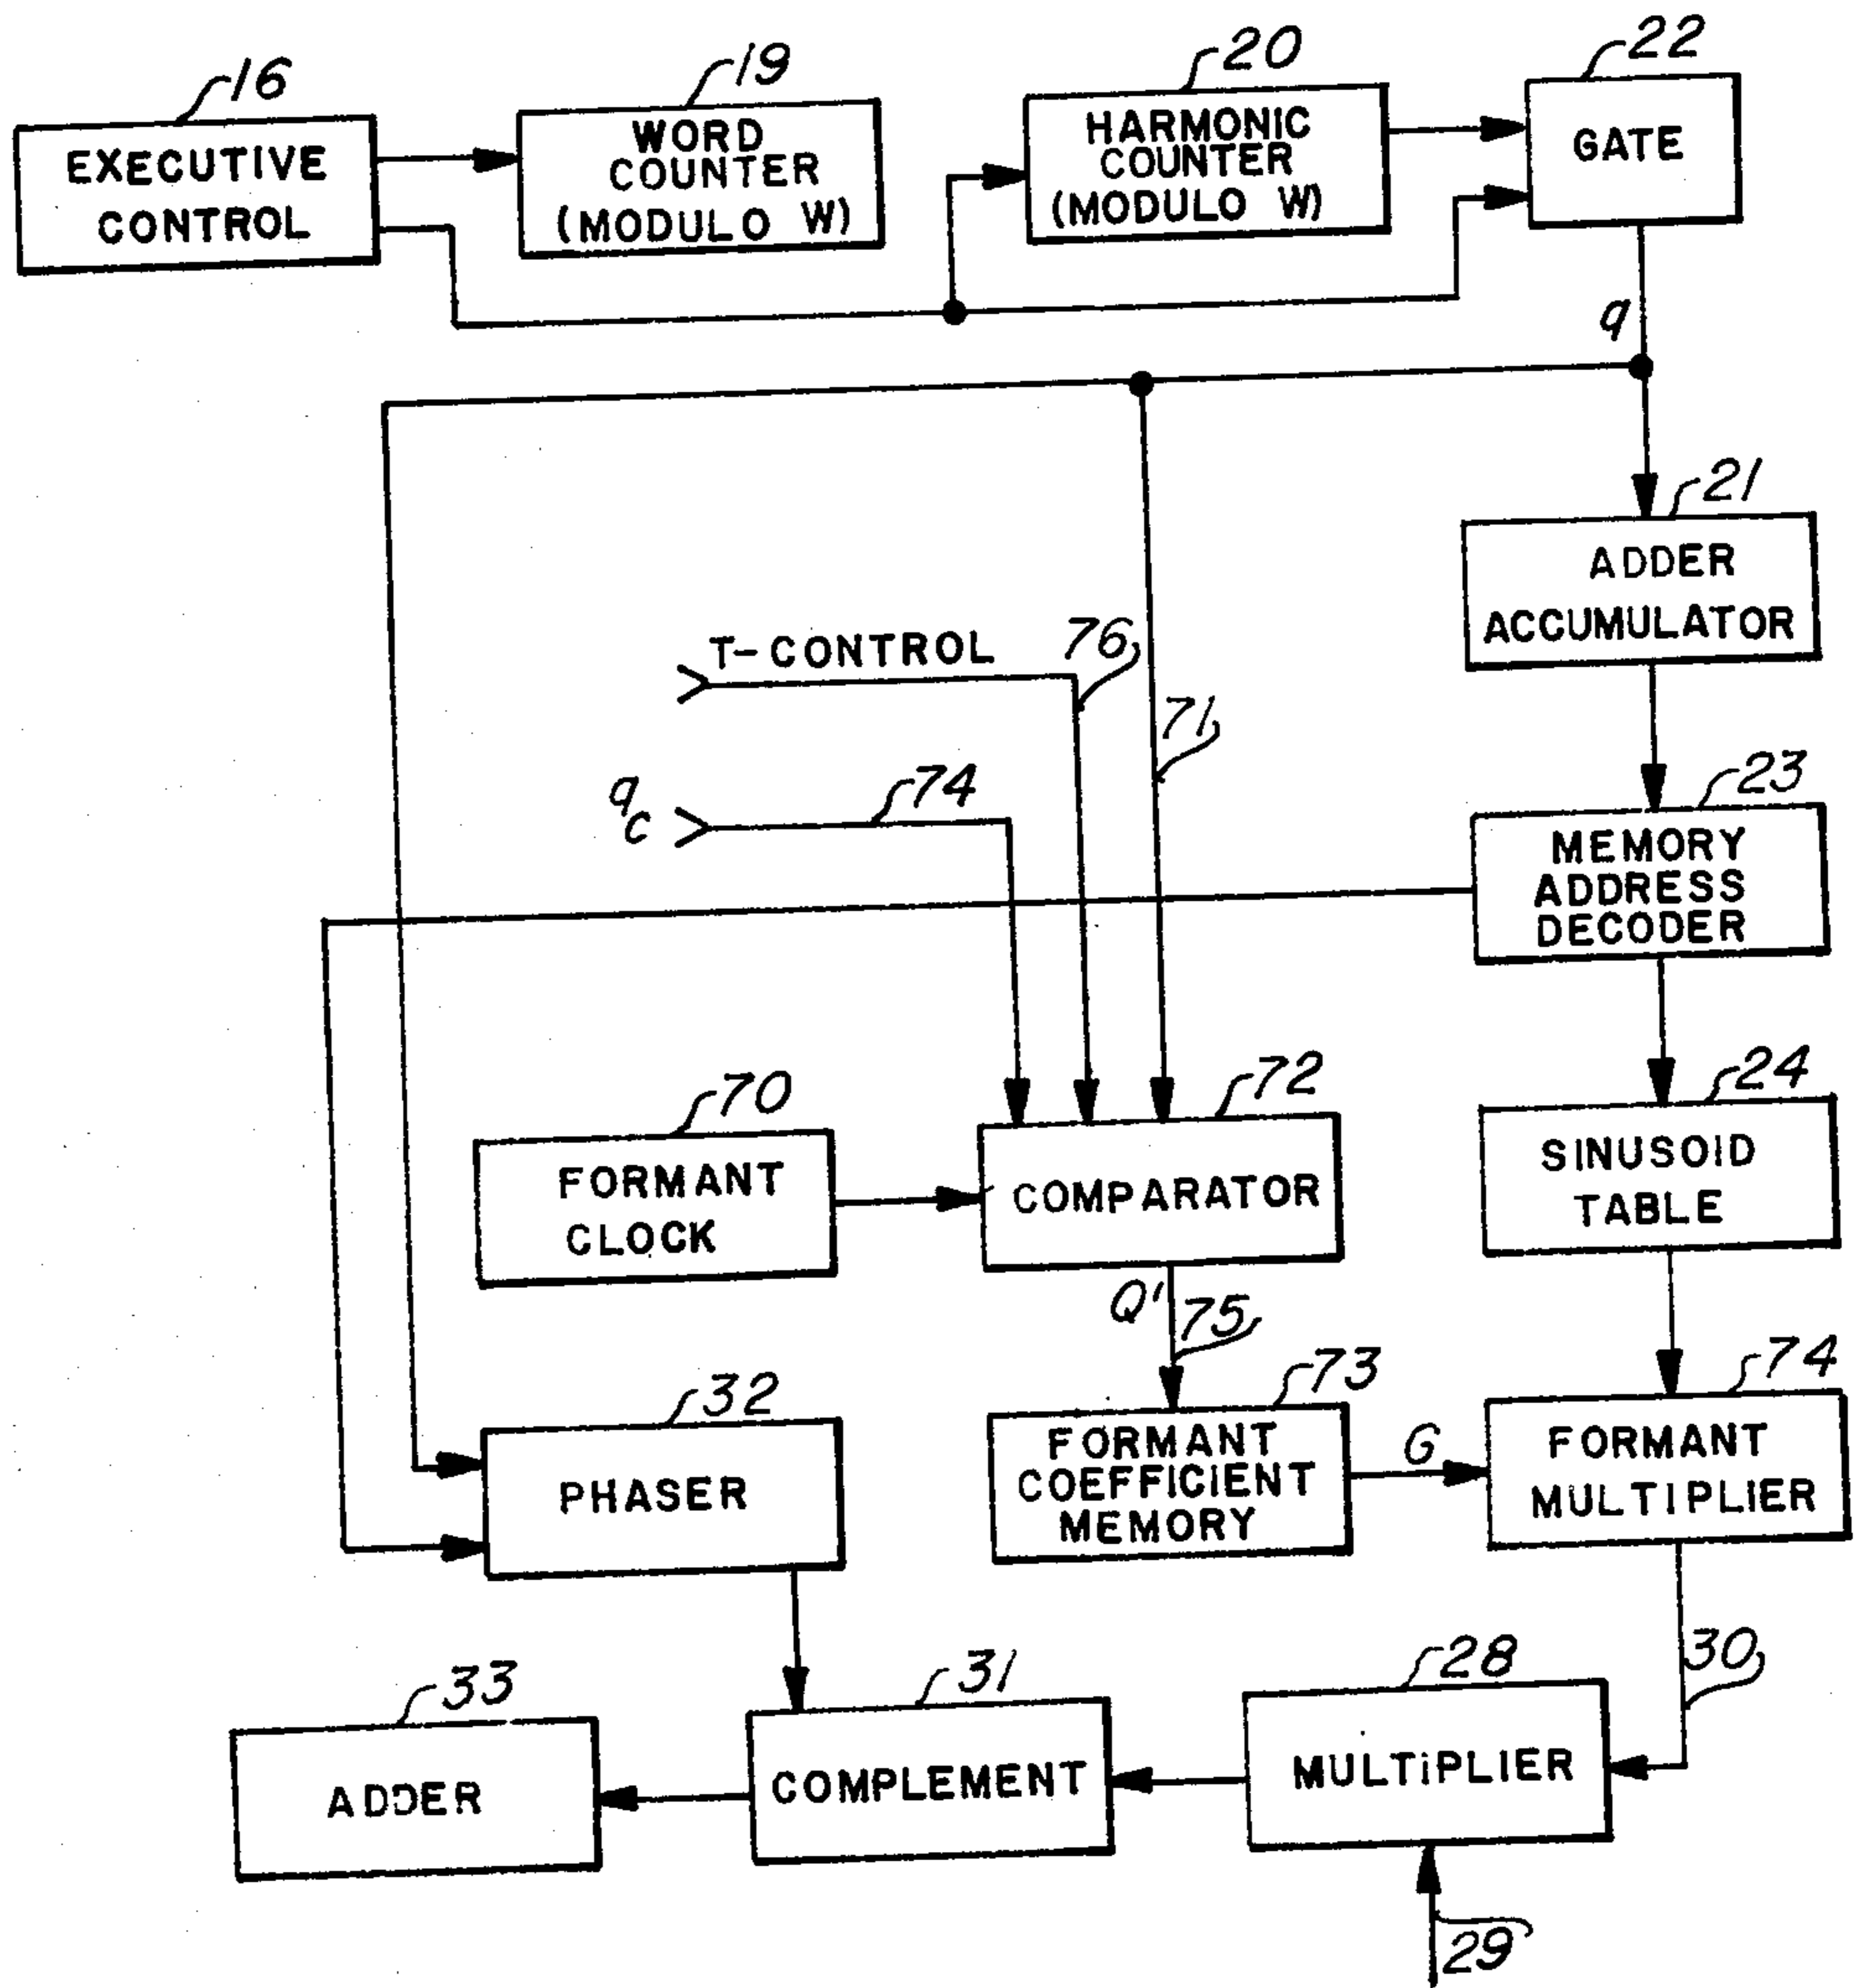 16
EXECUTIVE
CONTROL
19
WORD
COUNTER
(MODULO W)
20
HARMONIC
COUNTER
(MODULO W)
22
GATE
q
21
ADDER
ACCUMULATOR
T-CONTROL
76
71
qc
74
23
MEMORY
ADDRESS
DECODER
70
FORMANT
CLOCK
72
COMPARATOR
24
SINUSOID
TABLE
Q'
75
32
PHASER
73
FORMANT
COEFFICIENT
MEMORY
G
74
FORMANT
MULTIPLIER
30
33
ADDER
31
COMPLEMENT
28
MULTIPLIER
29